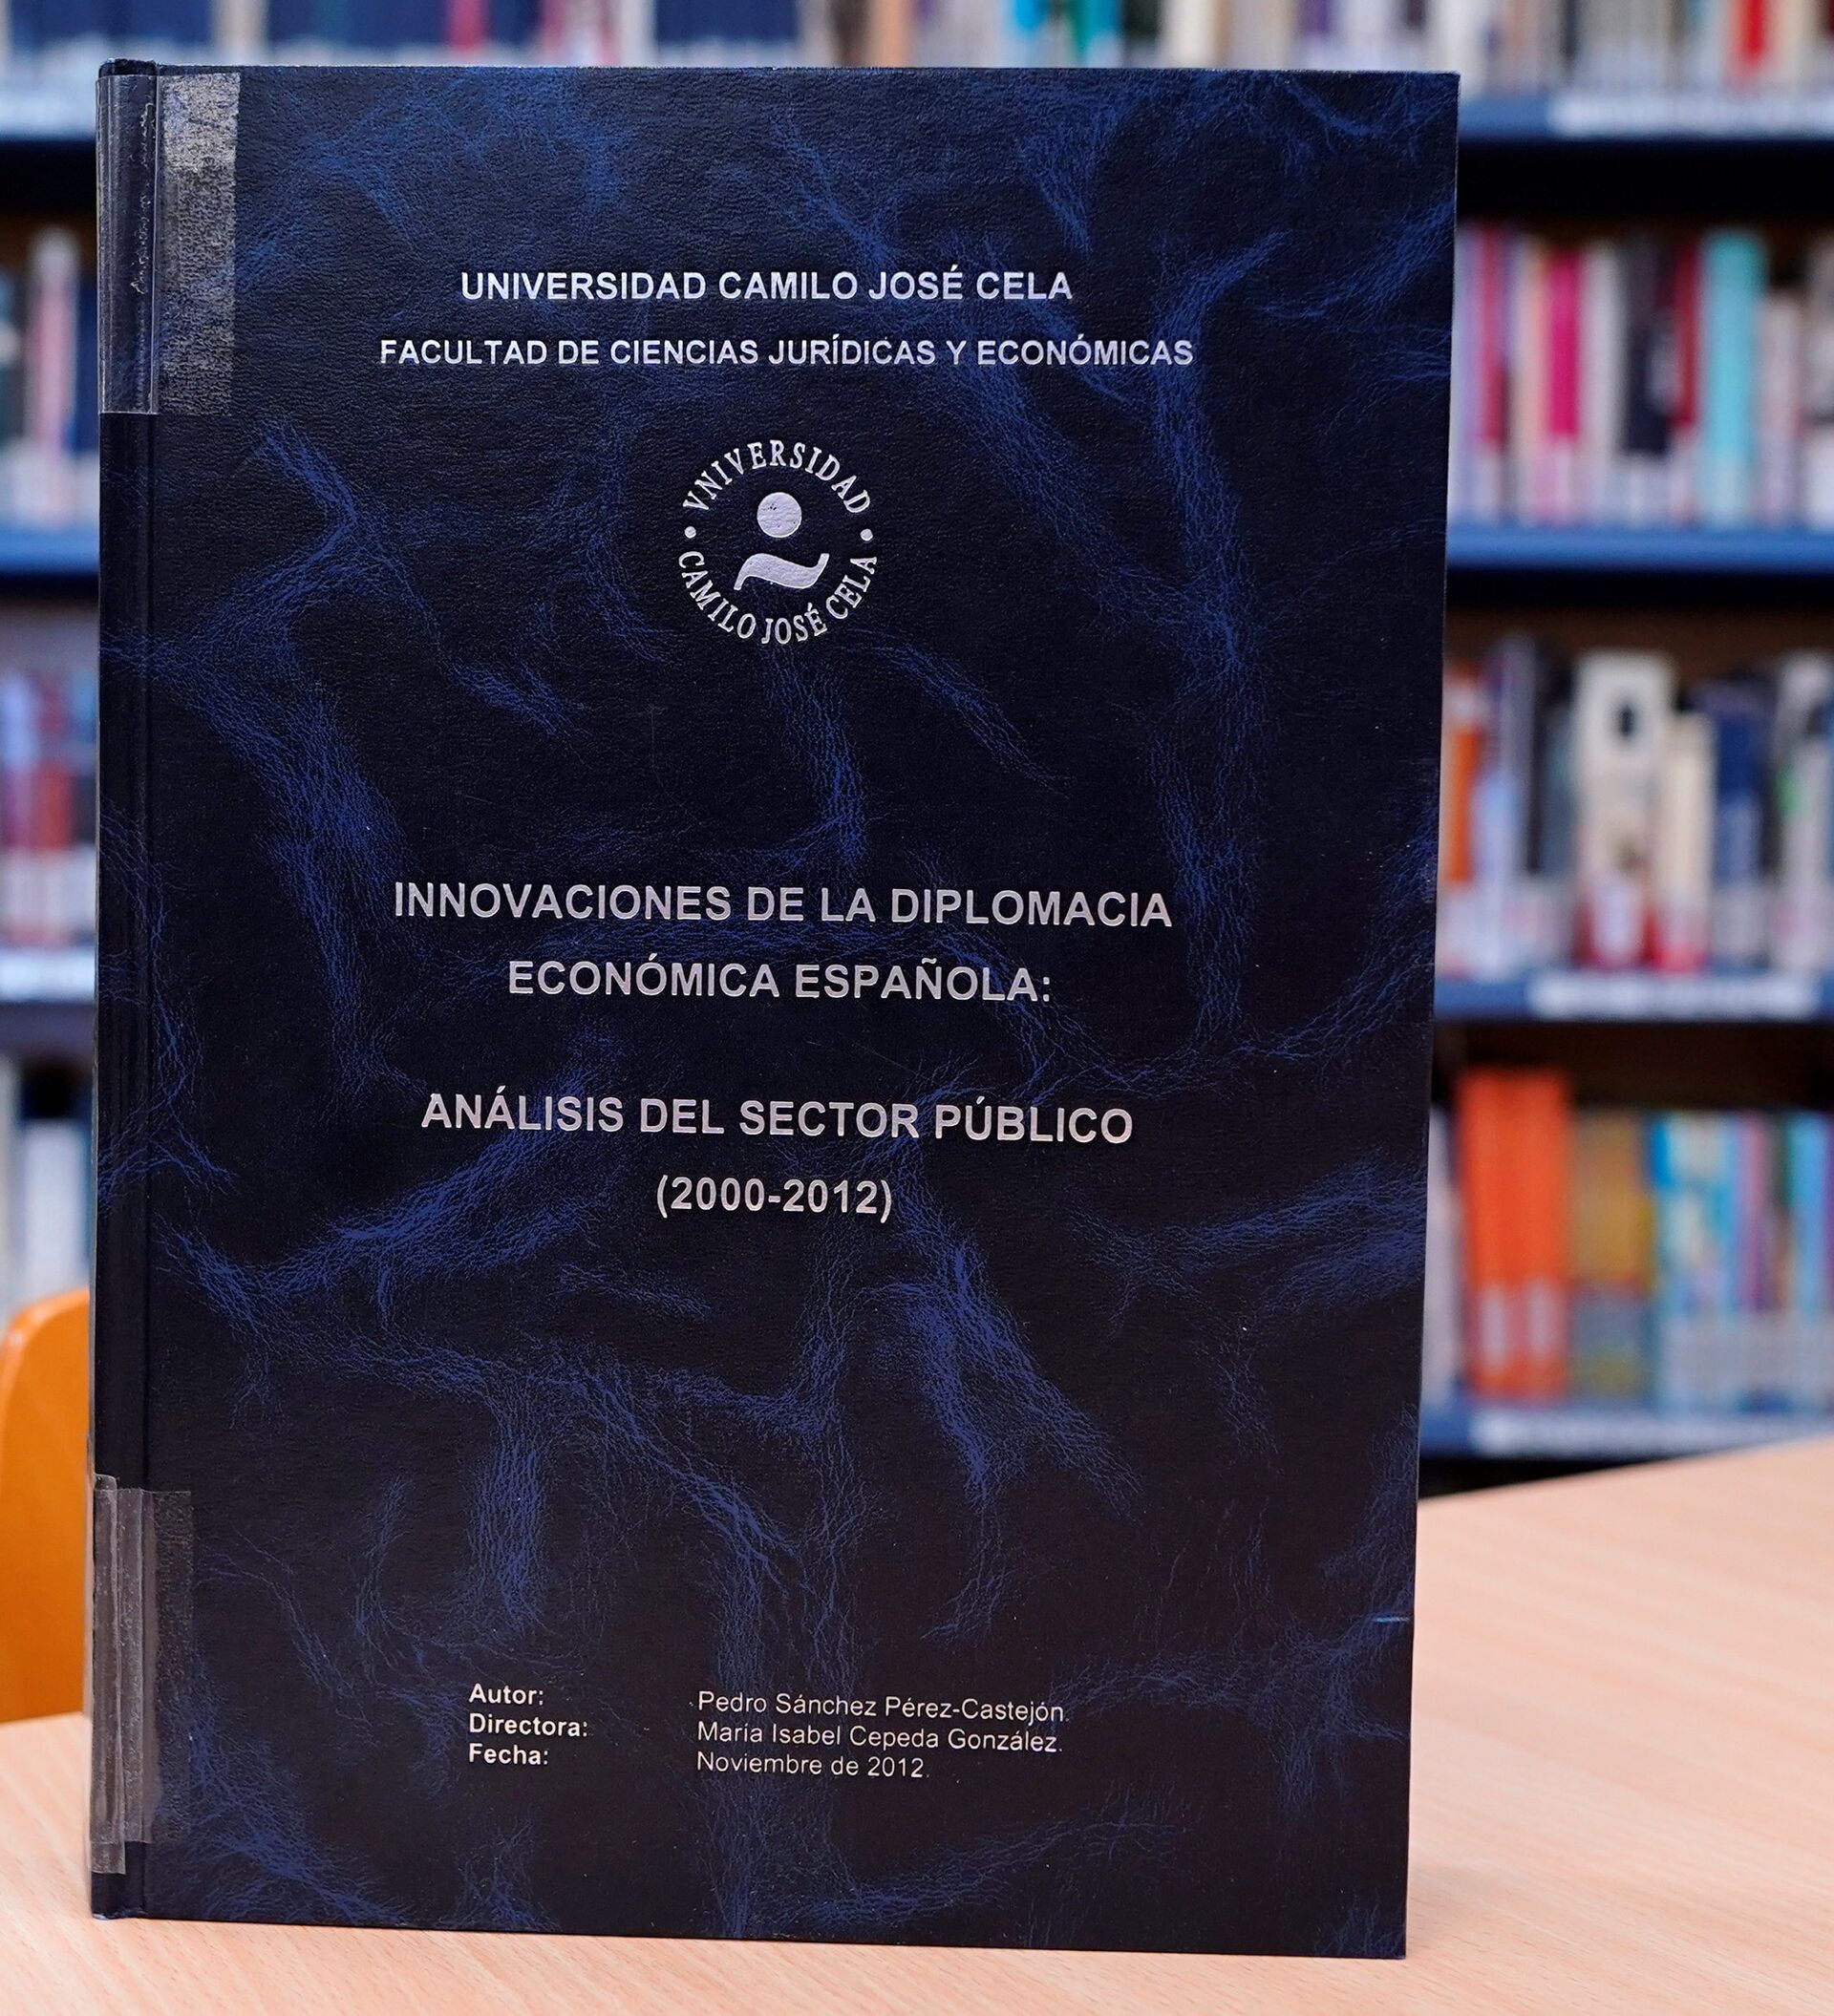 UNIVERSIDAD CAMILO JOSÉ CELA
FACULTAD DE CIENCIAS JURÍDICAS Y ECONÓMICAS
VNIVERSIDAD
CAMILO JOSÉ CELA
INNOVACIONES DE LA DIPLOMACIA
ECONÓMICA ESPAÑOLA:
ANÁLISIS DEL SECTOR PÚBLICO
(2000-2012)
Autor: Pedro Sánchez Pérez-Castejón.
Directora: María Isabel Cepeda González.
Fecha: Noviembre de 2012.